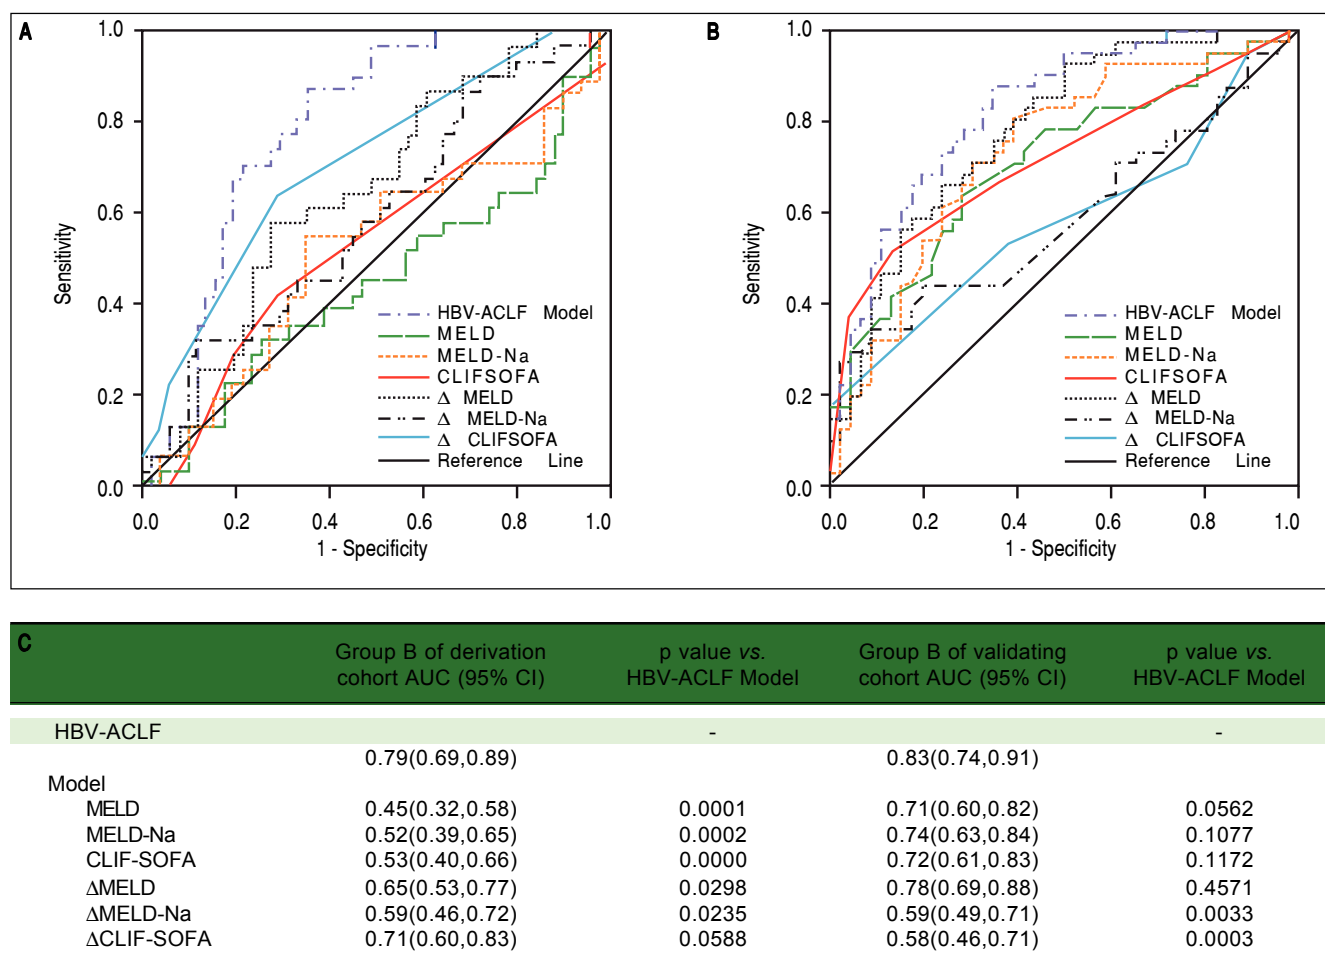 A
1.0
0.8
0.6
0.4
0.2
0.0
Sensitivity
HBV-ACLF Model
MELD
MELD-Na
CLIFSOFA
Δ MELD
Δ MELD-Na
Δ CLIFSOFA
Reference Line
0.0 0.2 0.4 0.6 0.8 1.0
1 - Specificity
B
1.0
0.8
0.6
0.4
0.2
0.0
Sensitivity
HBV-ACLF Model
MELD
MELD-Na
CLIFSOFA
Δ MELD
Δ MELD-Na
Δ CLIFSOFA
Reference Line
0.0 0.2 0.4 0.6 0.8 1.0
1 - Specificity
C
Group B of derivation p value vs. Group B of validating p value vs.
cohort AUC (95% CI) HBV-ACLF Model cohort AUC (95% CI) HBV-ACLF Model
HBV-ACLF - -
0.79(0.69,0.89) 0.83(0.74,0.91)
Model
MELD 0.45(0.32,0.58) 0.0001 0.71(0.60,0.82) 0.0562
MELD-Na 0.52(0.39,0.65) 0.0002 0.74(0.63,0.84) 0.1077
CLIF-SOFA 0.53(0.40,0.66) 0.0000 0.72(0.61,0.83) 0.1172
ΔMELD 0.65(0.53,0.77) 0.0298 0.78(0.69,0.88) 0.4571
ΔMELD-Na 0.59(0.46,0.72) 0.0235 0.59(0.49,0.71) 0.0033
ΔCLIF-SOFA 0.71(0.60,0.83) 0.0588 0.58(0.46,0.71) 0.0003